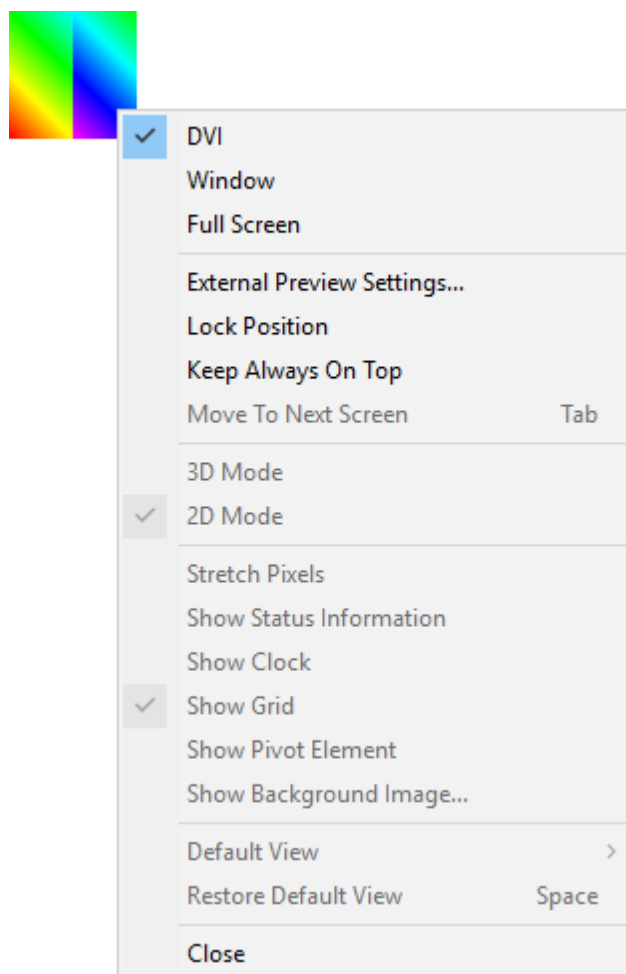 DVI
Window
Full Screen
External Preview Settings...
Lock Position
Keep Always On Top
Move To Next Screen Tab
3D Mode
2D Mode
Stretch Pixels
Show Status Information
Show Clock
Show Grid
Show Pivot Element
Show Background Image...
Default View
Restore Default View Space
Close